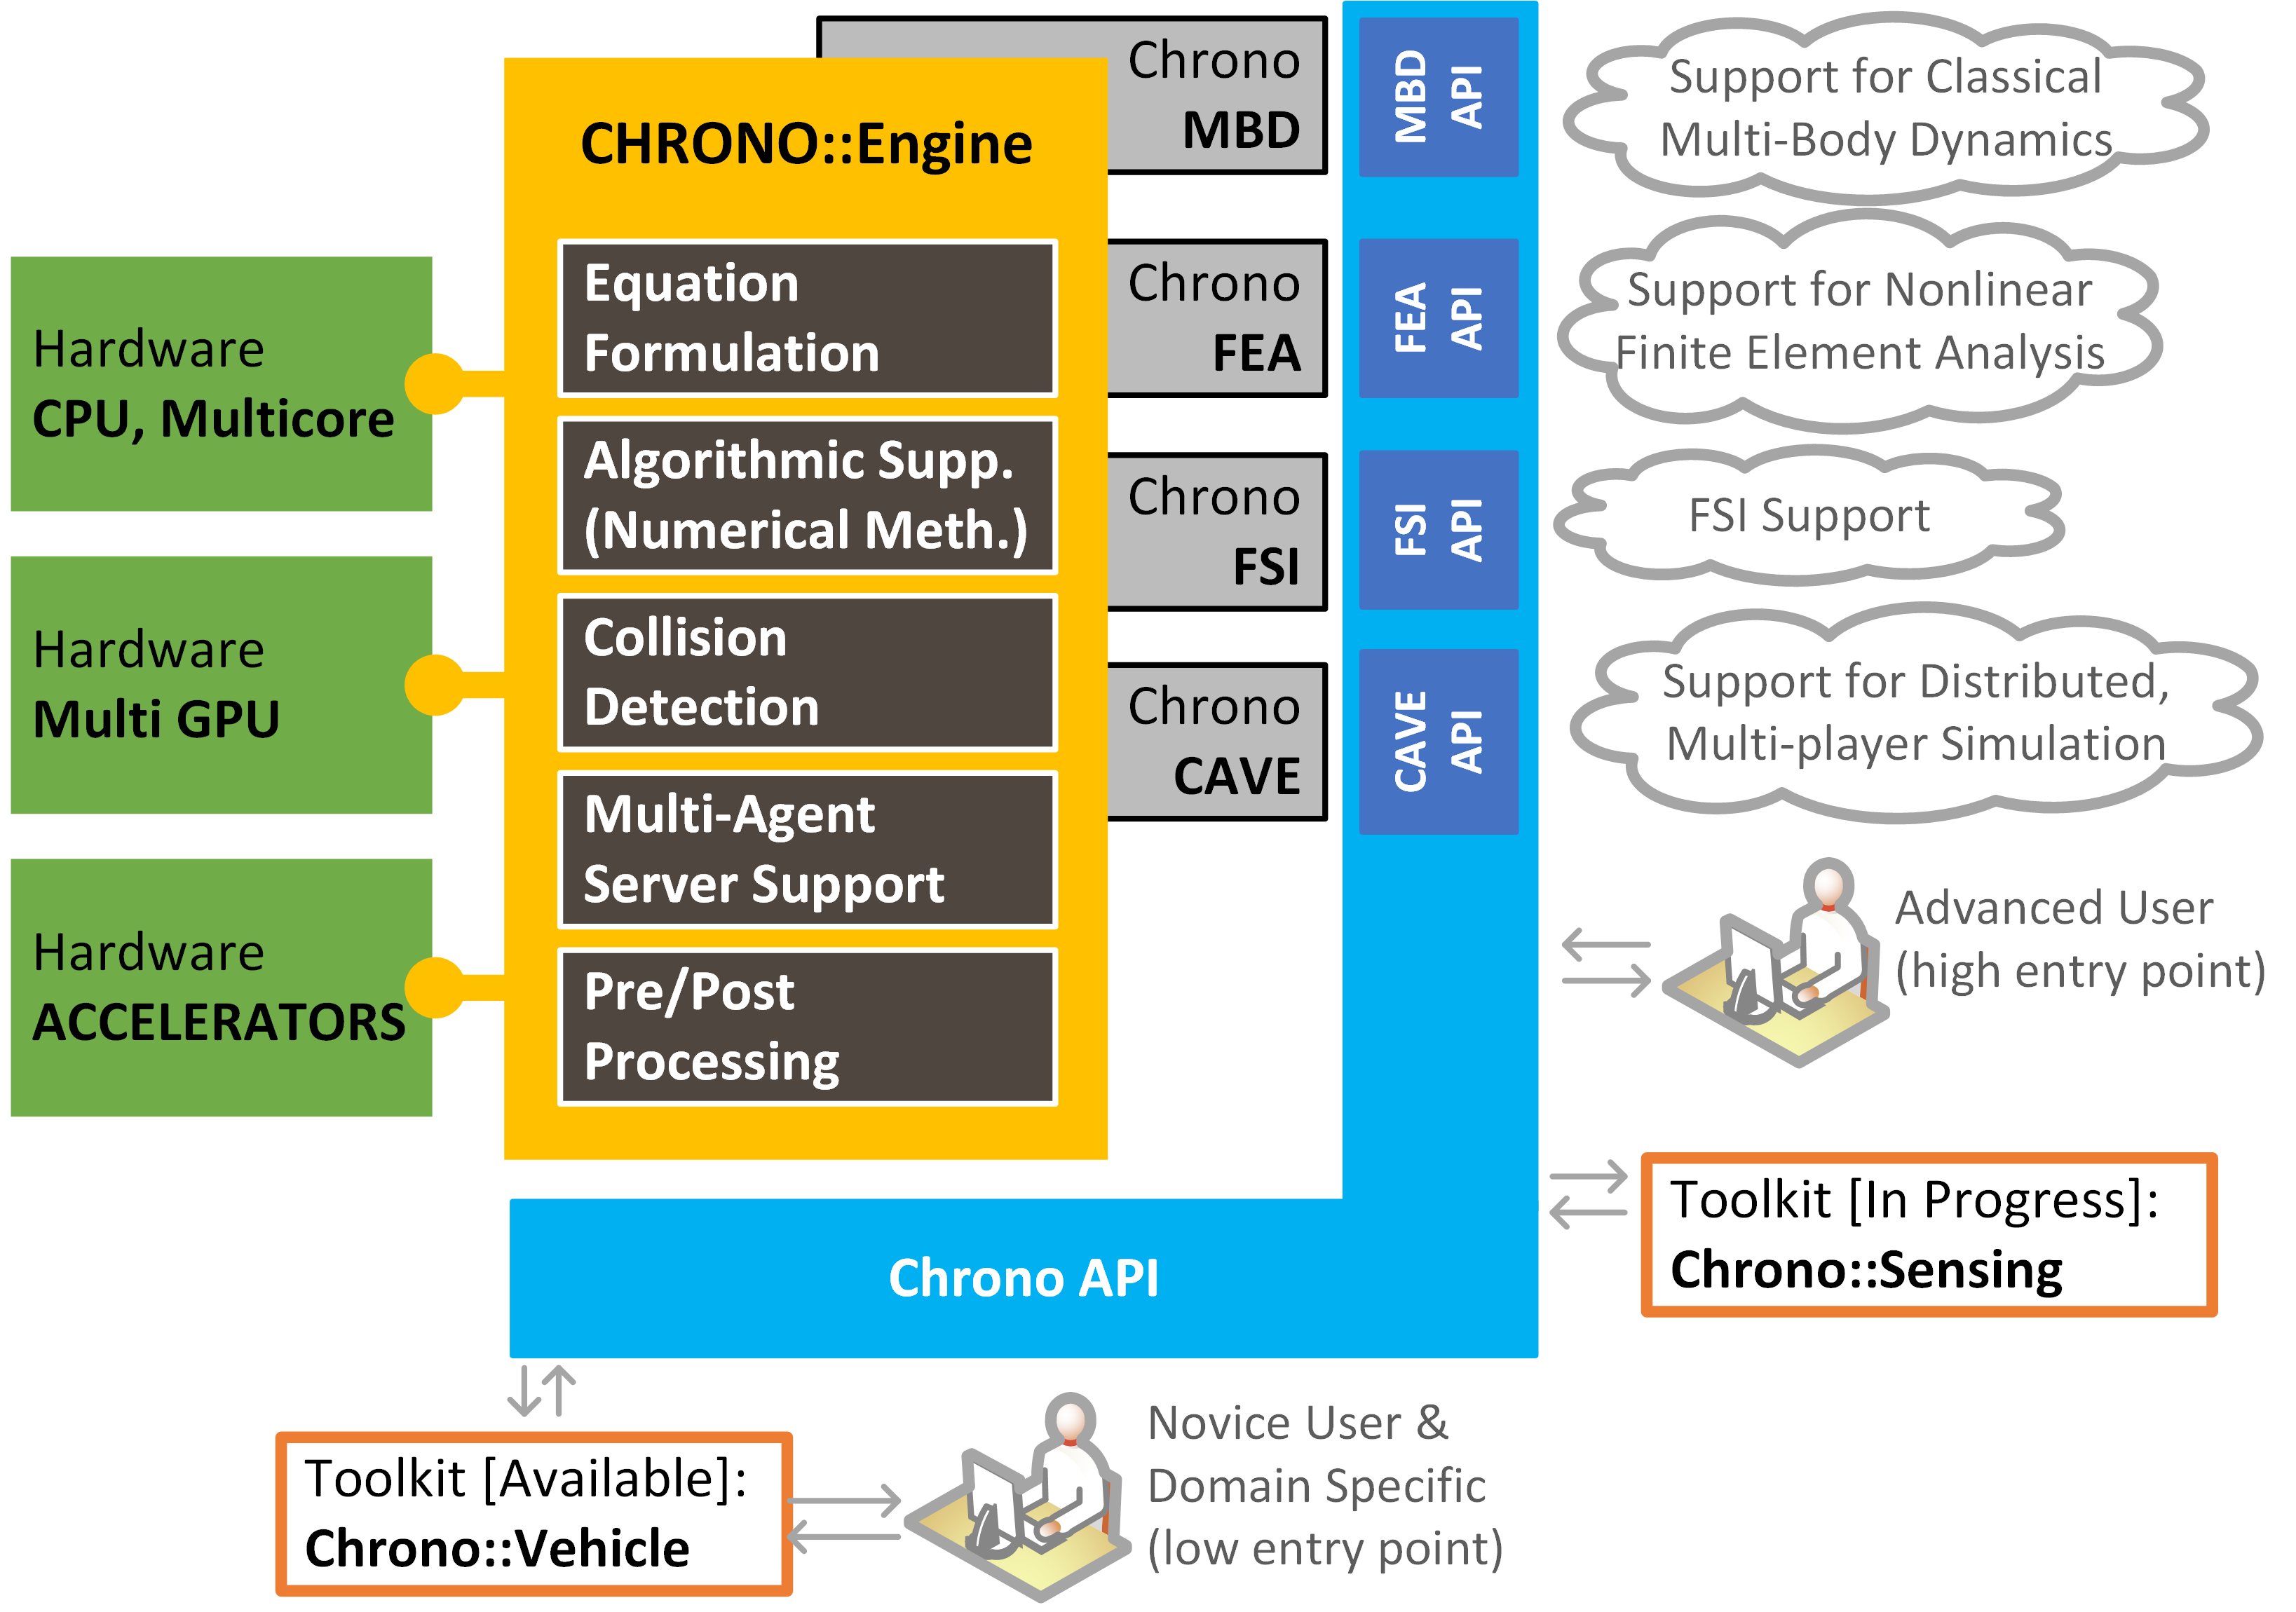 Hardware
CPU, Multicore
Hardware
Multi GPU
Hardware
ACCELERATORS
CHRONO::Engine
Equation
Formulation
Algorithmic Supp.
(Numerical Meth.)
Collision
Detection
Multi-Agent
Server Support
Pre/Post
Processing
Chrono
MBD
Chrono
FEA
Chrono
FSI
Chrono
CAVE
MBD
API
FEA
API
FSI
API
CAVE
API
Support for Classical
Multi-Body Dynamics
Support for Nonlinear
Finite Element Analysis
FSI Support
Support for Distributed,
Multi-player Simulation
Advanced User
(high entry point)
Toolkit [In Progress]:
Chrono::Sensing
Chrono API
Toolkit [Available]:
Chrono::Vehicle
Novice User &
Domain Specific
(low entry point)